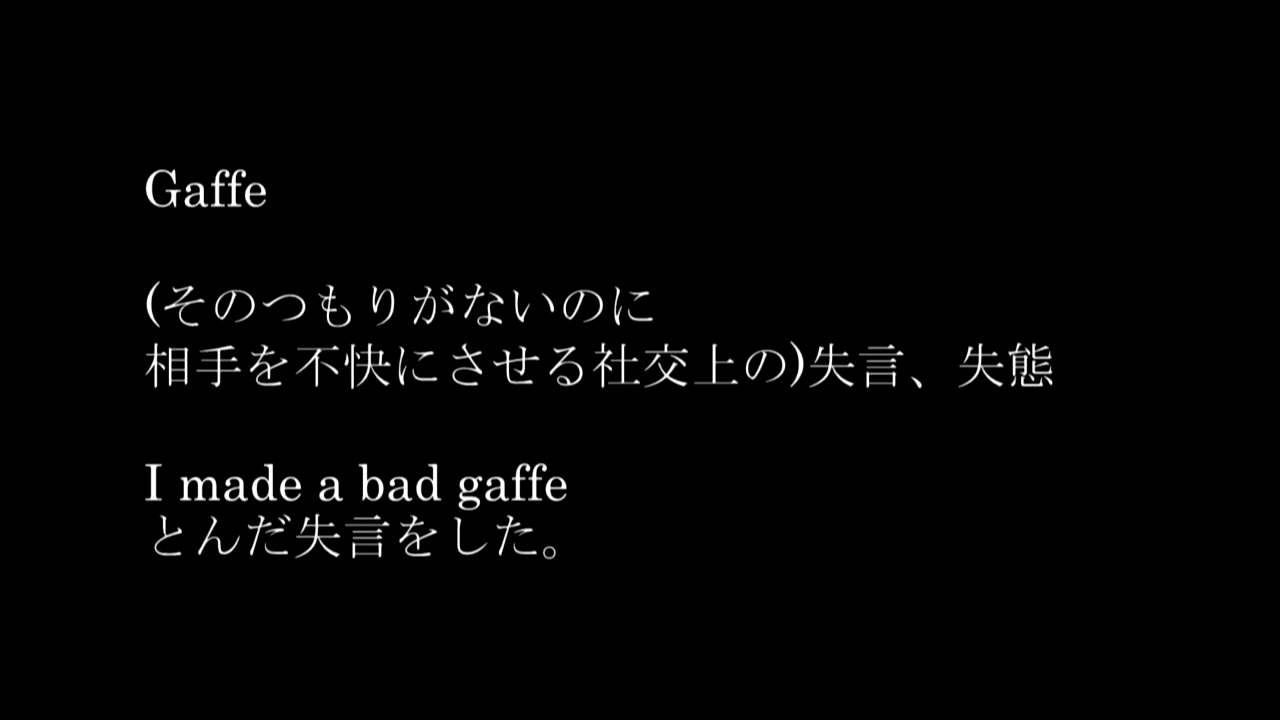 Gaffe
(そのつもりがないのに
相手を不快にさせる社交上の)失言、失態
I made a bad gaffe
とんだ失言をした。